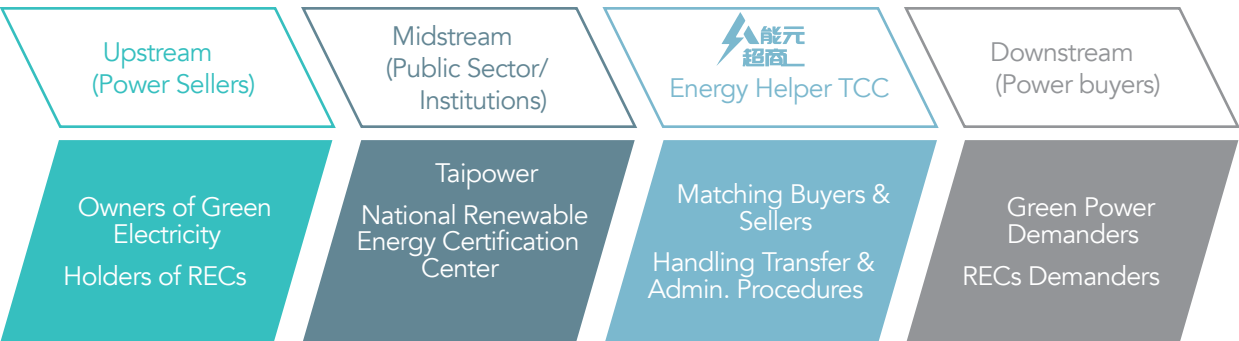 Upstream
(Power Sellers)
Owners of Green
Electricity
Holders of RECs
Midstream
(Public Sector/
Institutions)
Taipower
National Renewable
Energy Certification
Center
能元
超商
Energy Helper TCC
Matching Buyers &
Sellers
Handling Transfer &
Admin. Procedures
Downstream
(Power buyers)
Green Power
Demanders
RECs Demanders